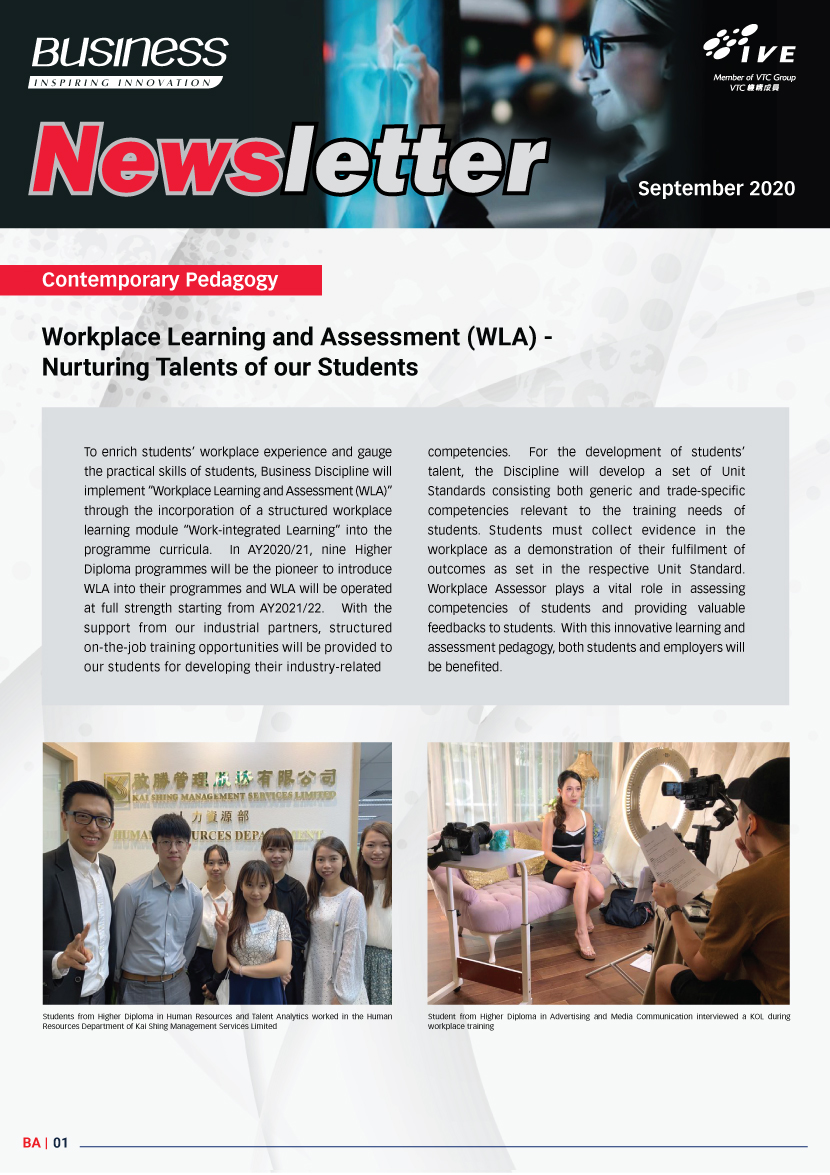 BUSINESS
INSPIRING INNOVATION
IVE
Member of VTC Group
VTC 機構成員
Newsletter
September 2020
Contemporary Pedagogy
Workplace Learning and Assessment (WLA) -
Nurturing Talents of our Students
To enrich students’ workplace experience and gauge
the practical skills of students, Business Discipline will
implement “Workplace Learning and Assessment (WLA)”
through the incorporation of a structured workplace
learning module “Work-integrated Learning” into the
programme curricula. In AY2020/21, nine Higher
Diploma programmes will be the pioneer to introduce
WLA into their programmes and WLA will be operated
at full strength starting from AY2021/22. With the
support from our industrial partners, structured
on-the-job training opportunities will be provided to
our students for developing their industry-related
competencies. For the development of students’
talent, the Discipline will develop a set of Unit
Standards consisting both generic and trade-specific
competencies relevant to the training needs of
students. Students must collect evidence in the
workplace as a demonstration of their fulfilment of
outcomes as set in the respective Unit Standard.
Workplace Assessor plays a vital role in assessing
competencies of students and providing valuable
feedbacks to students. With this innovative learning and
assessment pedagogy, both students and employers will
be benefited.
啟勝管理服務有限公司
KAI SHING MANAGEMENT SERVICES LIMITED
力資源部
HUMAN RESOURCES DEPARTMENT
Students from Higher Diploma in Human Resources and Talent Analytics worked in the Human
Resources Department of Kai Shing Management Services Limited
Student from Higher Diploma in Advertising and Media Communication interviewed a KOL during
workplace training
BA | 01